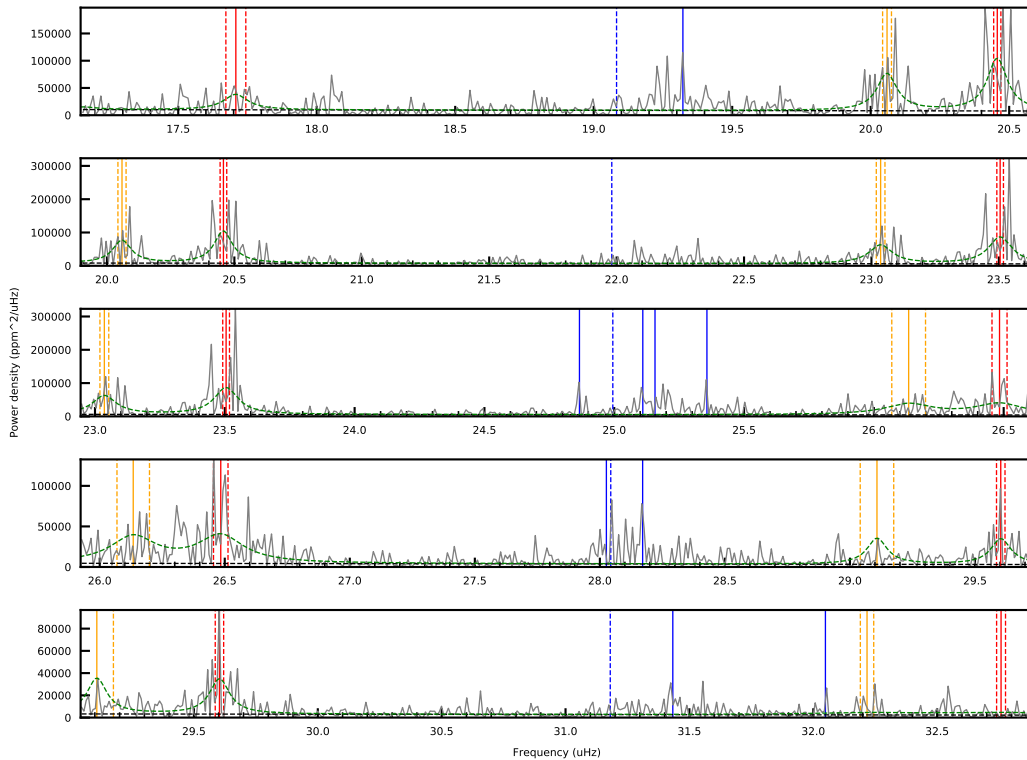 150000
100000
50000
0
17.5 18.0 18.5 19.0 19.5 20.0 20.5
300000
200000
100000
0
20.0 20.5 21.0 21.5 22.0 22.5 23.0 23.5
Power density (ppm^2/uHz)
300000
200000
100000
0
23.0 23.5 24.0 24.5 25.0 25.5 26.0 26.5
100000
50000
0
26.0 26.5 27.0 27.5 28.0 28.5 29.0 29.5
80000
60000
40000
20000
0
29.5 30.0 30.5 31.0 31.5 32.0 32.5
Frequency (uHz)